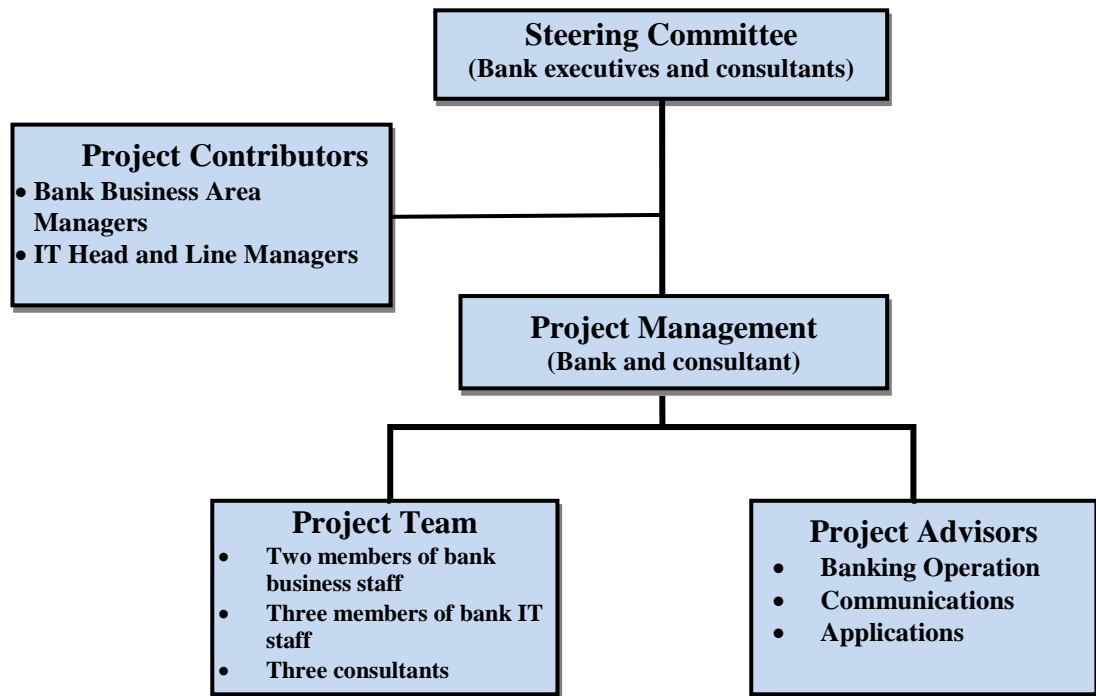 Steering Committee
(Bank executives and consultants)
Project Contributors
• Bank Business Area
Managers
• IT Head and Line Managers
Project Management
(Bank and consultant)
Project Team
• Two members of bank
business staff
• Three members of bank IT
staff
• Three consultants
Project Advisors
• Banking Operation
• Communications
• Applications